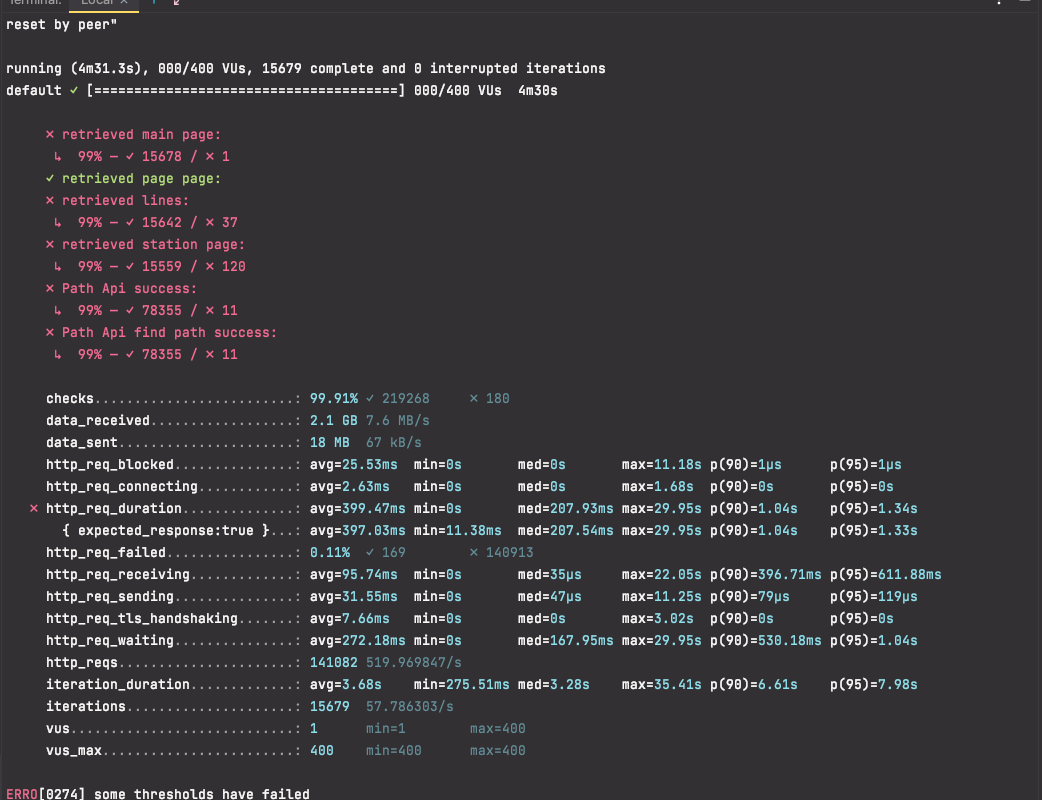 Terminal: Local × +
reset by peer"
running (4m31.3s), 000/400 VUs, 15679 complete and 0 interrupted iterations
default ✓ [======================================] 000/400 VUs  4m30s
✗ retrieved main page:
↳  99% — ✓ 15678 / ✗ 1
✓ retrieved page page:
✗ retrieved lines:
↳  99% — ✓ 15642 / ✗ 37
✗ retrieved station page:
↳  99% — ✓ 15559 / ✗ 120
✗ Path Api success:
↳  99% — ✓ 78355 / ✗ 11
✗ Path Api find path success:
↳  99% — ✓ 78355 / ✗ 11
checks.........................: 99.91% ✓ 219268     ✗ 180
data_received..................: 2.1 GB 7.6 MB/s
data_sent......................: 18 MB  67 kB/s
http_req_blocked...............: avg=25.53ms  min=0s       med=0s       max=11.18s p(90)=1µs      p(95)=1µs
http_req_connecting............: avg=2.63ms   min=0s       med=0s       max=1.68s  p(90)=0s       p(95)=0s
✗ http_req_duration..............: avg=399.47ms min=0s       med=207.93ms max=29.95s p(90)=1.04s    p(95)=1.34s
{ expected_response:true }...: avg=397.03ms min=11.38ms  med=207.54ms max=29.95s p(90)=1.04s    p(95)=1.33s
http_req_failed................: 0.11%  ✓ 169        ✗ 140913
http_req_receiving.............: avg=95.74ms  min=0s       med=35µs     max=22.05s p(90)=396.71ms p(95)=611.88ms
http_req_sending...............: avg=31.55ms  min=0s       med=47µs     max=11.25s p(90)=79µs     p(95)=119µs
http_req_tls_handshaking.......: avg=7.66ms   min=0s       med=0s       max=3.02s  p(90)=0s       p(95)=0s
http_req_waiting...............: avg=272.18ms min=0s       med=167.95ms max=29.95s p(90)=530.18ms p(95)=1.04s
http_reqs......................: 141082 519.969847/s
iteration_duration.............: avg=3.68s    min=275.51ms med=3.28s    max=35.41s p(90)=6.61s    p(95)=7.98s
iterations.....................: 15679  57.786303/s
vus............................: 1      min=1        max=400
vus_max........................: 400    min=400      max=400
ERRO[0274] some thresholds have failed